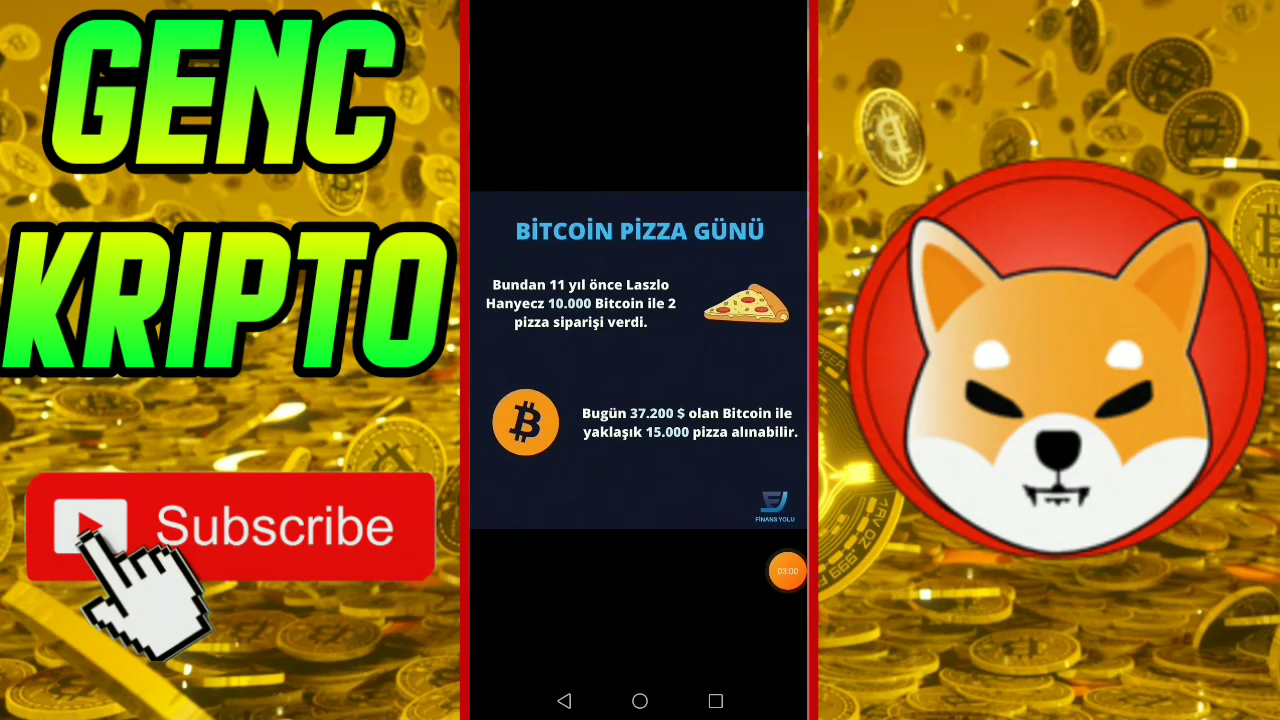 GENC
KRIPTO
Subscribe
BİTCOİN PİZZA GÜNÜ
Bundan 11 yıl önce Laszlo
Hanyecz 10.000 Bitcoin ile 2
pizza siparişi verdi.
Bugün 37.200 $ olan Bitcoin ile
yaklaşık 15.000 pizza alınabilir.
FİNANS YOLU
03:00